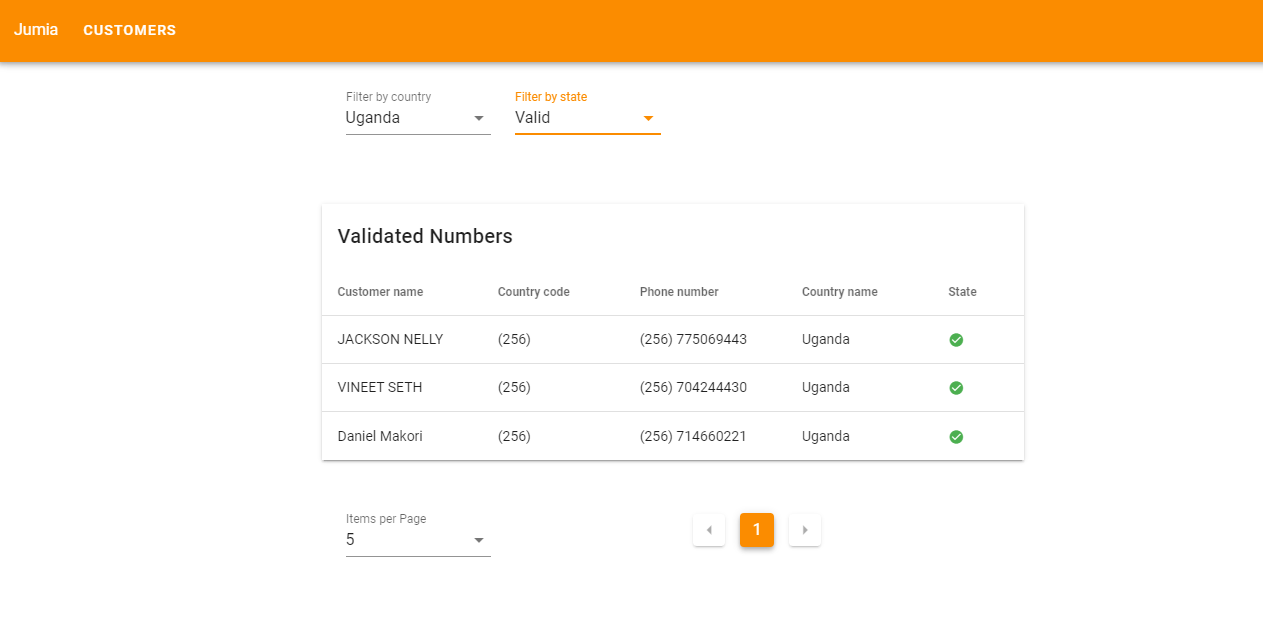 Jumia CUSTOMERS
Filter by country Filter by state
Uganda Valid
Validated Numbers
Customer name Country code Phone number Country name State
JACKSON NELLY (256) (256) 775069443 Uganda
VINEET SETH (256) (256) 704244430 Uganda
Daniel Makori (256) (256) 714660221 Uganda
Items per Page
5 1